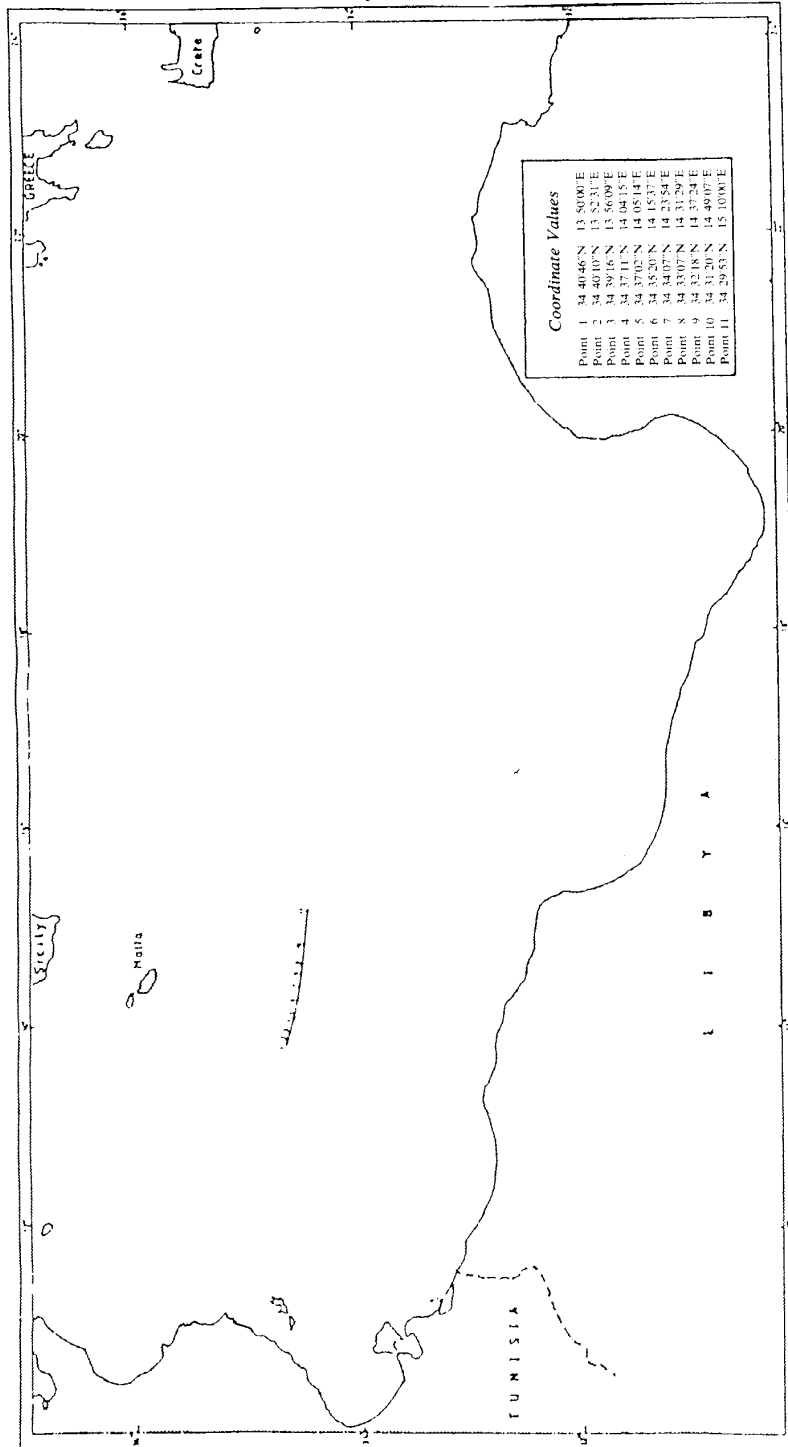 GREECE
Crete
Sicily
Malta
TUNISIA
LIBYA
Coordinate Values
Point 1 34 40'46"N 13 50'00"E
Point 2 34 40'10"N 13 52'31"E
Point 3 34 39'16"N 13 56'09"E
Point 4 34 37'11"N 14 04'15"E
Point 5 34 37'02"N 14 05'14"E
Point 6 34 35'20"N 14 15'37"E
Point 7 34 34'07"N 14 23'54"E
Point 8 34 33'07"N 14 31'29"E
Point 9 34 32'18"N 14 37'24"E
Point 10 34 31'20"N 14 49'07"E
Point 11 34 29'53"N 15 10'00"E